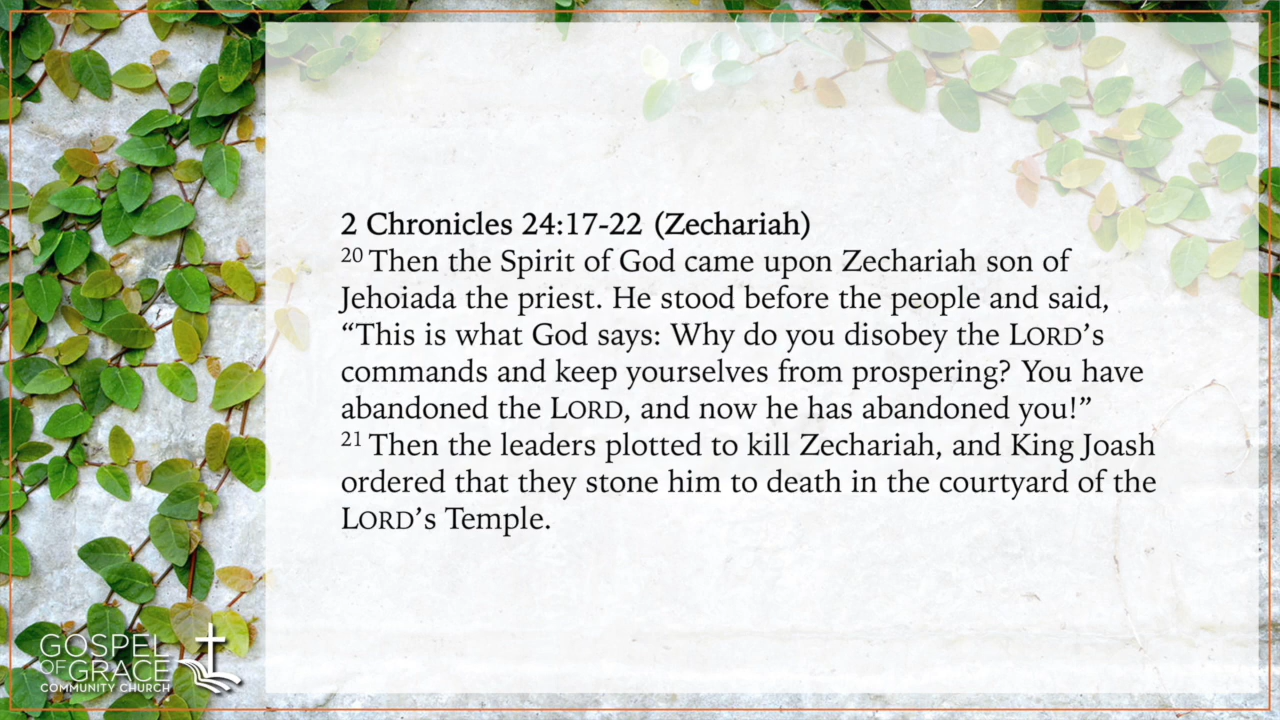 2 Chronicles 24:17-22 (Zechariah)
20 Then the Spirit of God came upon Zechariah son of
Jehoiada the priest. He stood before the people and said,
“This is what God says: Why do you disobey the LORD’s
commands and keep yourselves from prospering? You have
abandoned the LORD, and now he has abandoned you!”
21 Then the leaders plotted to kill Zechariah, and King Joash
ordered that they stone him to death in the courtyard of the
LORD’s Temple.
GOSPEL
OF GRACE
COMMUNITY CHURCH